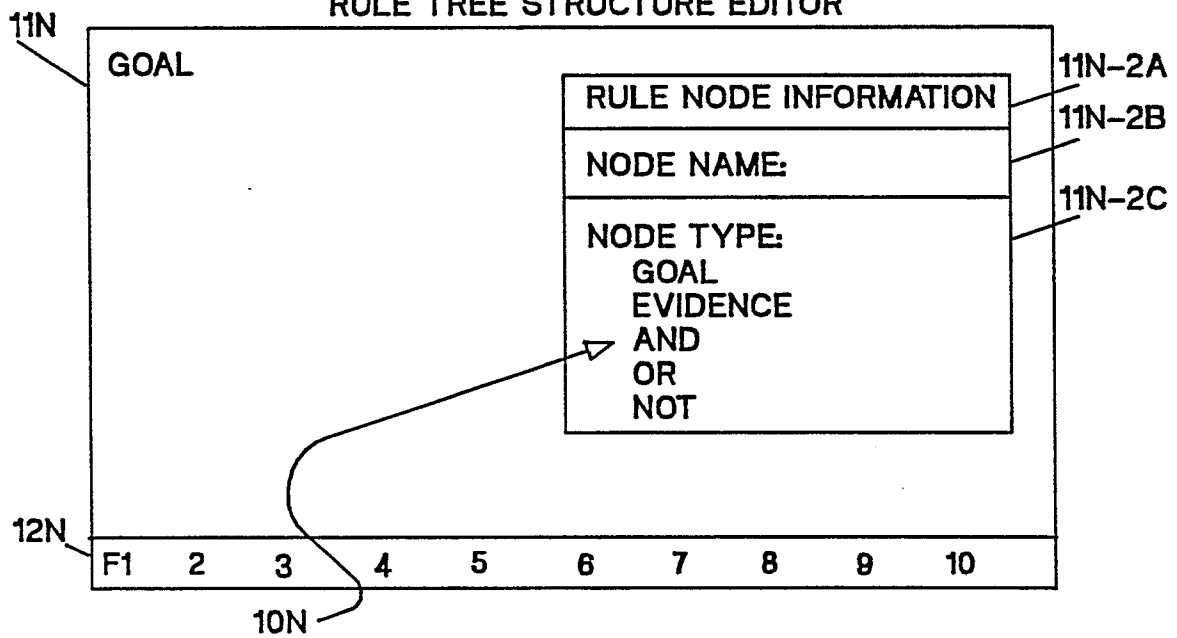 RULE TREE STRUCTURE EDITOR
11N
GOAL
11N-2A
RULE NODE INFORMATION
11N-2B
NODE NAME:
11N-2C
NODE TYPE:
GOAL
EVIDENCE
AND
OR
NOT
12N
F1 2 3 4 5 6 7 8 9 10
10N